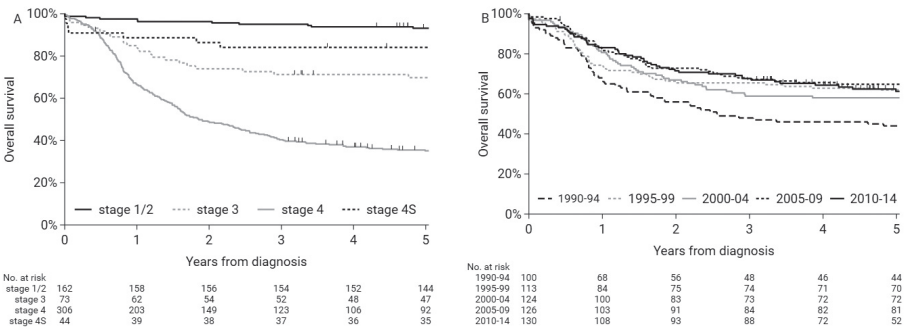 A
100%
80%
60%
40%
20%
0%
Overall survival
stage 1/2 stage 3 stage 4 stage 4S
0 1 2 3 4 5
Years from diagnosis
No. at risk
stage 1/2 162 158 156 154 152 144
stage 3 73 62 54 52 48 47
stage 4 306 203 149 123 106 92
stage 4S 44 39 38 37 36 35
B
100%
80%
60%
40%
20%
0%
Overall survival
1990-94 1995-99 2000-04 2005-09 2010-14
0 1 2 3 4 5
Years from diagnosis
No. at risk
1990-94 100 68 56 48 46 44
1995-99 113 84 75 74 71 70
2000-04 124 100 83 73 72 72
2005-09 126 103 91 84 82 81
2010-14 130 108 93 88 72 52